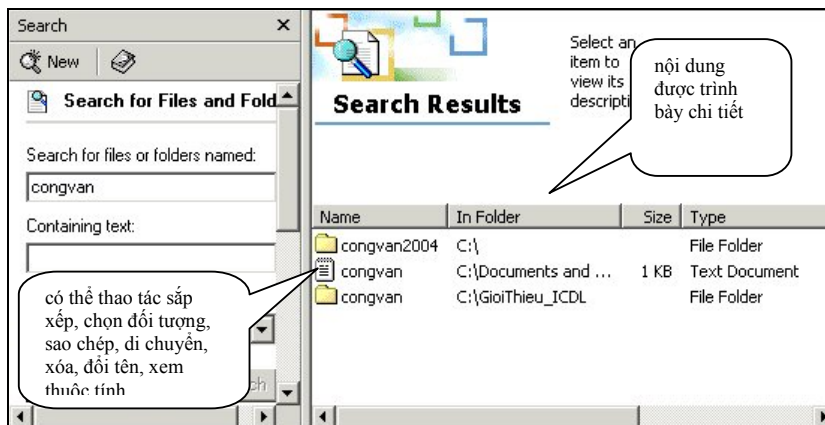 Search
New
Search for Files and Fold
Search for files or folders named:
congvan
Containing text:
có thể thao tác sắp
xếp, chọn đối tượng,
sao chép, di chuyển,
xóa, đổi tên, xem
thuộc tính
ch
Search Results
Select an
item to
view its
descripti
nội dung
được trình
bày chi tiết
Name In Folder Size Type
congvan2004 C:\ File Folder
congvan C:\Documents and ... 1 KB Text Document
congvan C:\GioiThieu_ICDL File Folder